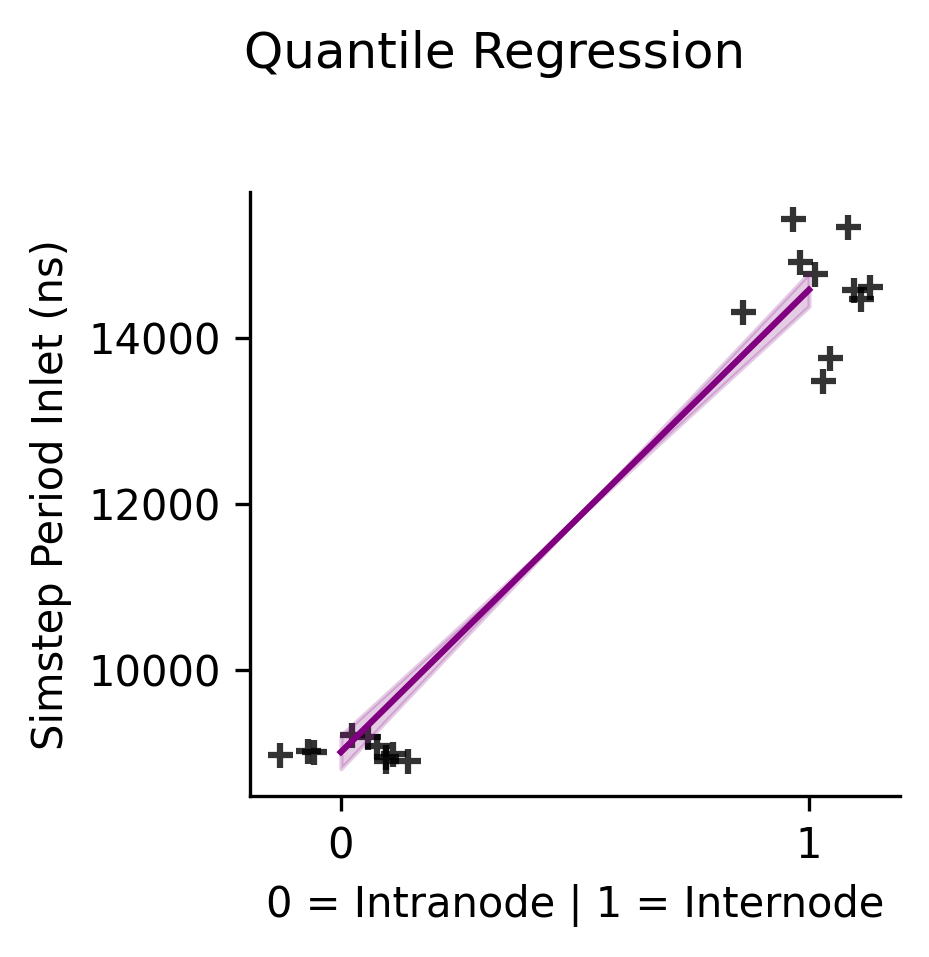 Quantile Regression
Simstep Period Inlet (ns)
14000
12000
10000
0 1
0 = Intranode | 1 = Internode